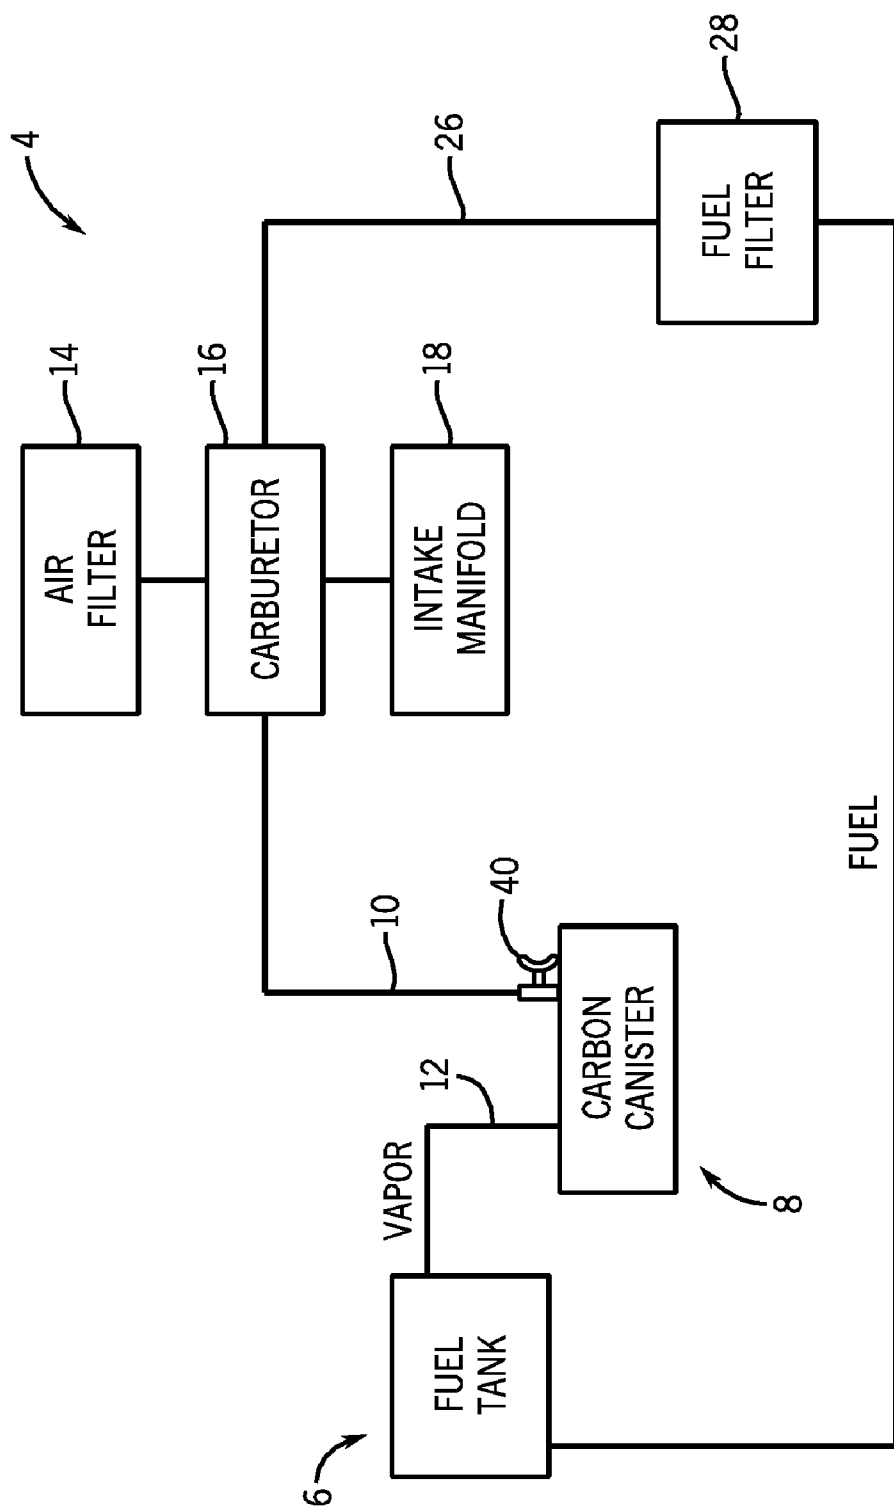 4
14
AIR
FILTER
16
CARBURETOR
6
VAPOR
10
18
26
12
INTAKE
MANIFOLD
FUEL
TANK
40
CARBON
CANISTER
28
FUEL
FILTER
8
FUEL